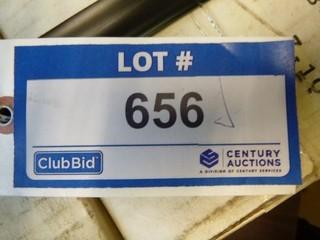 LOT #
656
ClubBid
CENTURY
AUCTIONS
A DIVISION OF CENTURY SERVICES